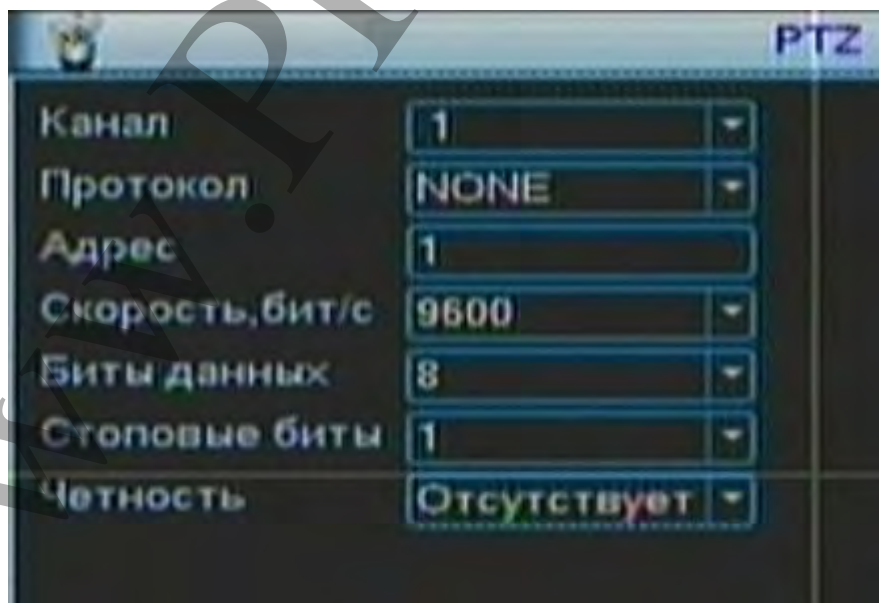 PTZ
Канал 1
Протокол NONE
Адрес 1
Скорость,бит/с 9600
Биты данных 8
Стоповые биты 1
Четность Отсутствует